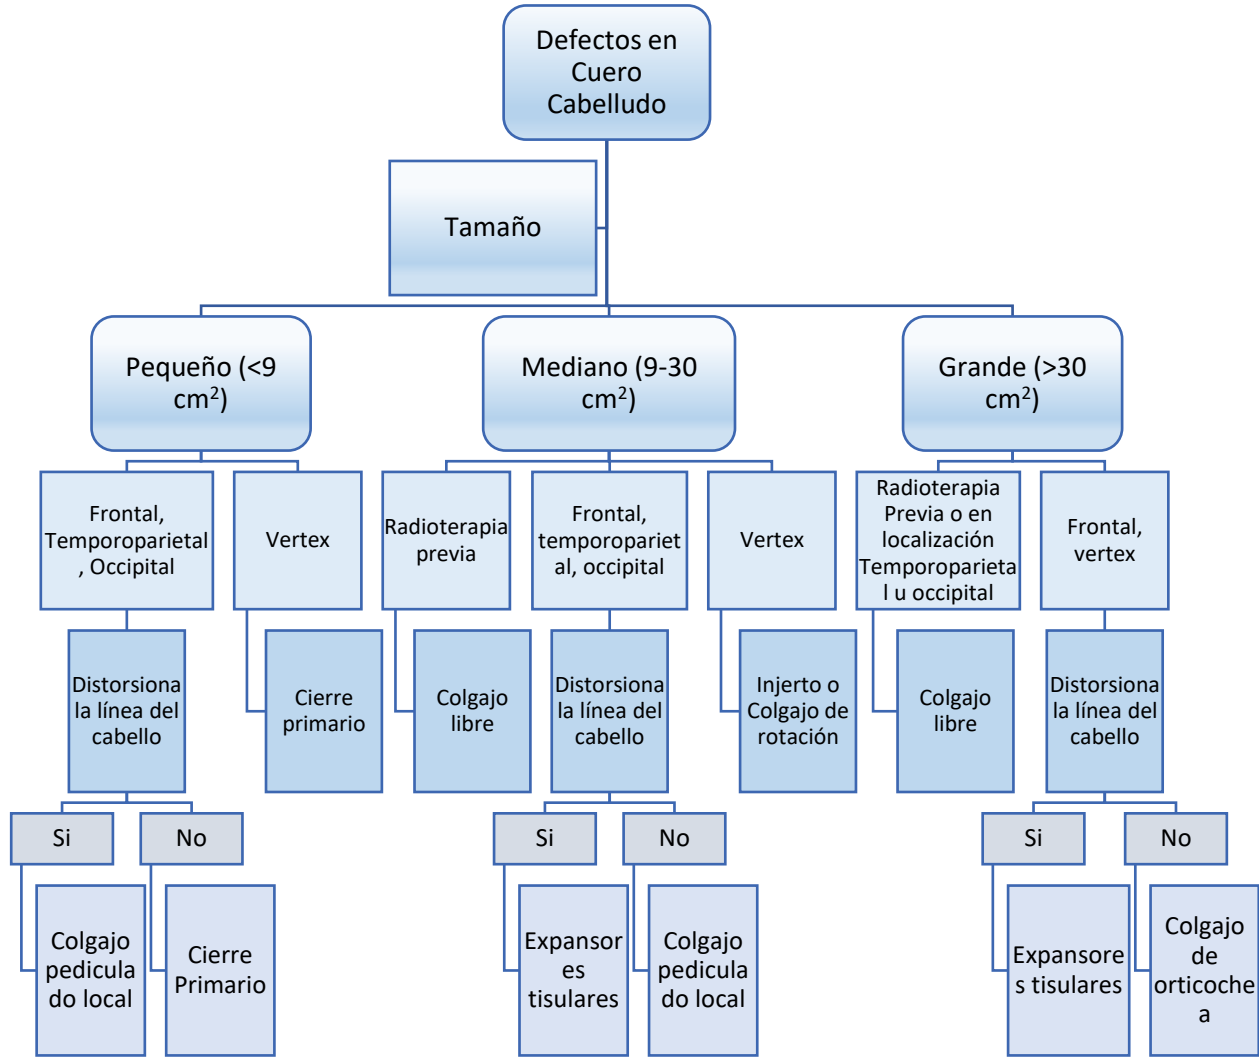 Defectos en
Cuero
Cabelludo
Tamaño
Pequeño (<9
cm²)
Mediano (9-30
cm²)
Grande (>30
cm²)
Frontal,
Temporoparietal
, Occipital
Vertex
Radioterapia
previa
Frontal,
temporopariet
al, occipital
Vertex
Radioterapia
Previa o en
localización
Temporoparieta
l u occipital
Frontal,
vertex
Distorsiona
la línea del
cabello
Cierre
primario
Colgajo
libre
Distorsiona
la línea del
cabello
Injerto o
Colgajo de
rotación
Colgajo
libre
Distorsiona
la línea del
cabello
Si
No
Si
No
Si
No
Colgajo
pedicula
do local
Cierre
Primario
Expansor
es
tisulares
Colgajo
pedicula
do local
Expansore
s tisulares
Colgajo
de
orticoche
a